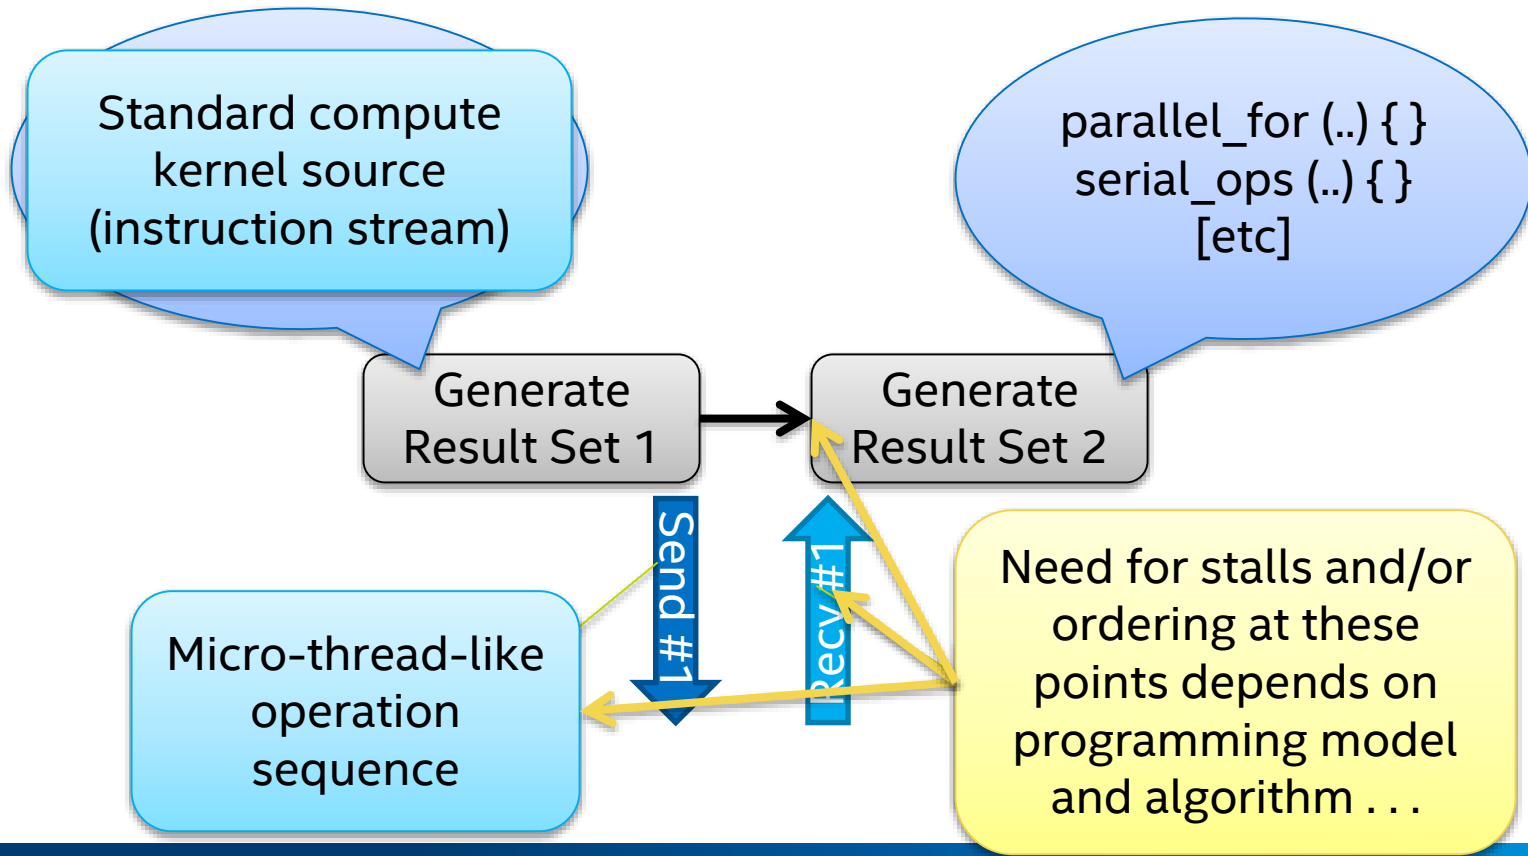 Standard compute
kernel source
(instruction stream)
parallel_for (..) { }
serial_ops (..) { }
[etc]
Generate
Result Set 1
Generate
Result Set 2
Send #1
Recv #1
Micro-thread-like
operation
sequence
Need for stalls and/or
ordering at these
points depends on
programming model
and algorithm . . .